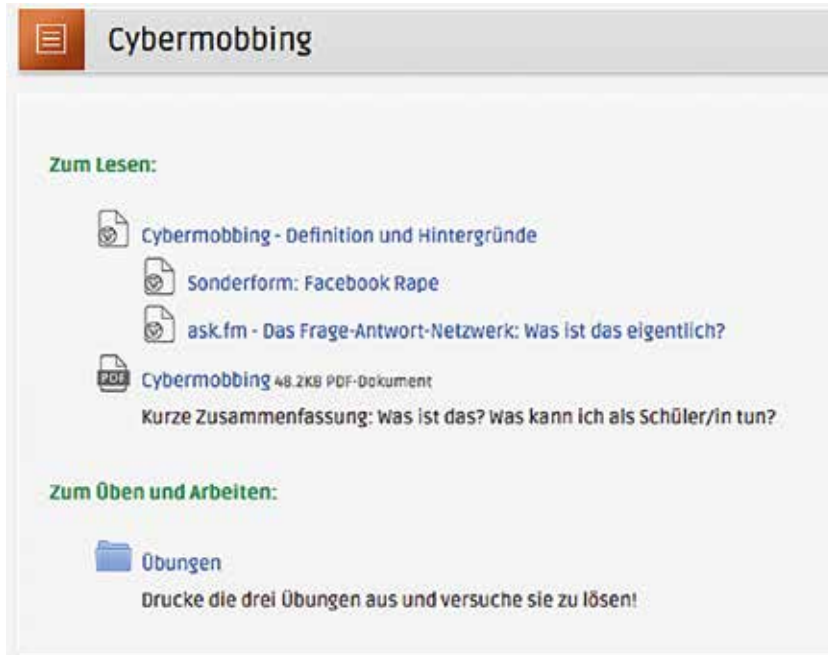 Cybermobbing
Zum Lesen:
Cybermobbing - Definition und Hintergründe
Sonderform: Facebook Rape
ask.fm - Das Frage-Antwort-Netzwerk: Was ist das eigentlich?
PDF Cybermobbing 48.2KB PDF-Dokument
Kurze Zusammenfassung: Was ist das? Was kann ich als Schüler/in tun?
Zum Üben und Arbeiten:
Übungen
Drucke die drei Übungen aus und versuche sie zu lösen!